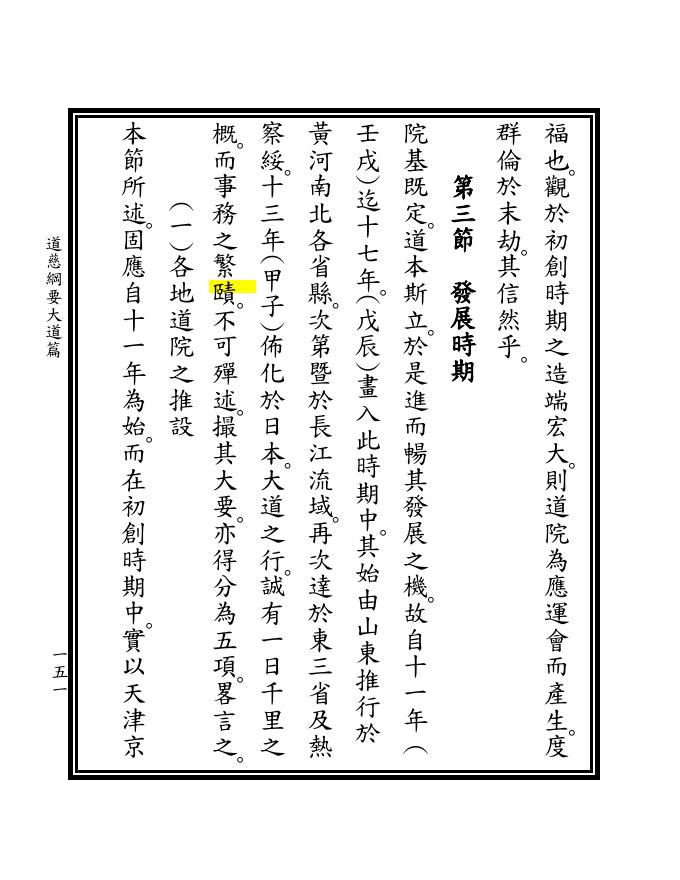 福也。觀於初創時期之造端宏大。則道院為應運會而產生。度
群倫於末劫。其信然乎。
第三節　發展時期
院基既定。道本斯立。於是進而暢其發展之機。故自十一年（
壬戌）迄十七年。（戊辰）畫入此時期中。其始由山東推行於
黃河南北各省縣。次第暨於長江流域。再次達於東三省及熱
察綏。十三年（甲子）佈化於日本。大道之行。誠有一日千里之
概。而事務之繁賾。不可殫述。撮其大要。亦得分為五項。畧言之。
（一）各地道院之推設
本節所述。固應自十一年為始。而在初創時期中。實以天津京
道慈綱要大道篇
一五一